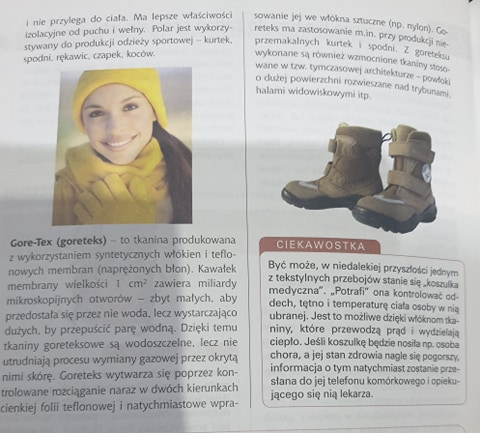 i nie przylega do ciała. Ma lepsze właściwości
izolacyjne od puchu i wełny. Polar jest wykorzy-
stywany do produkcji odzieży sportowej – kurtek,
spodni, rękawic, czapek, koców.
Gore-Tex (goreteks) – to tkanina produkowana
z wykorzystaniem syntetycznych włókien i teflo-
nowych membran (naprężonych błon). Kawałek
membrany wielkości 1 cm² zawiera miliardy
mikroskopijnych otworów – zbyt małych, aby
przedostała się przez nie woda, lecz wystarczająco
dużych, by przepuścić parę wodną. Dzięki temu
tkaniny goreteksowe są wodoszczelne, lecz nie
utrudniają procesu wymiany gazowej przez okrytą
nimi skórę. Goreteks wytwarza się poprzez kon-
trolowane rozciąganie naraz w dwóch kierunkach
cienkiej folii teflonowej i natychmiastowe wpra-
sowanie jej we włókna sztuczne (np. nylon). Go-
reteks ma zastosowanie m.in. przy produkcji nie-
przemakalnych kurtek i spodni. Z goreteksu
wykonane są również wzmocnione tkaniny stoso-
wane w tzw. tymczasowej architekturze – powłoki
o dużej powierzchni rozwieszane nad trybunami,
halami widowiskowymi itp.
CIEKAWOSTKA
Być może, w niedalekiej przyszłości jednym
z tekstylnych przebojów stanie się „koszulka
medyczna”. „Potrafi” ona kontrolować od-
dech, tętno i temperaturę ciała osoby w nią
ubranej. Jest to możliwe dzięki włóknom tka-
niny, które przewodzą prąd i wydzielają
ciepło. Jeśli koszulkę będzie nosiła np. osoba
chora, a jej stan zdrowia nagle się pogorszy,
informacja o tym natychmiast zostanie prze-
słana do jej telefonu komórkowego i opieku-
jącego się nią lekarza.